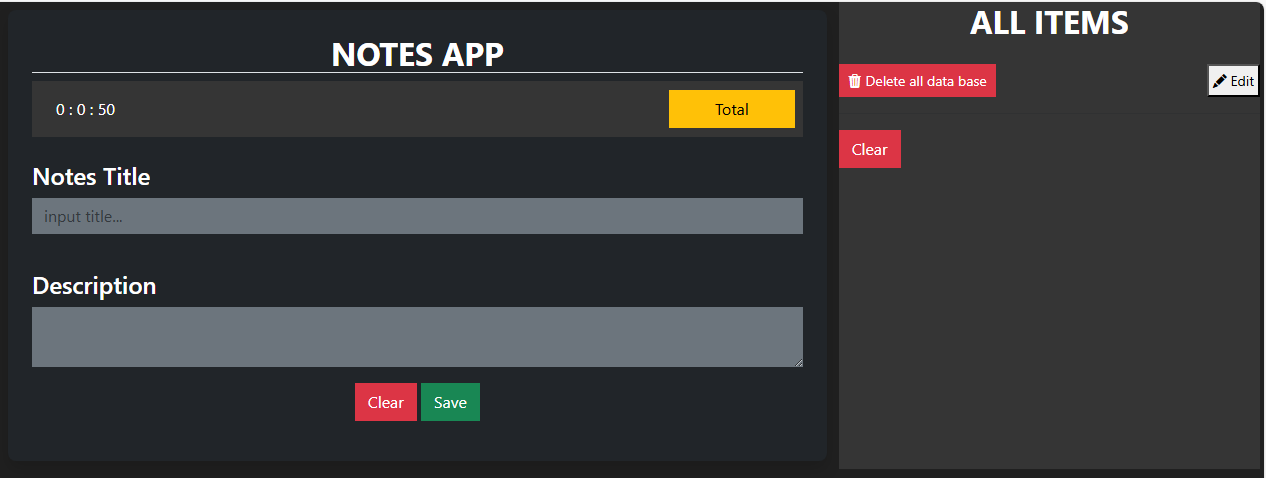 NOTES APP
0 : 0 : 50
Total
Notes Title
input title...
Description
Clear
Save
ALL ITEMS
Delete all data base
Edit
Clear